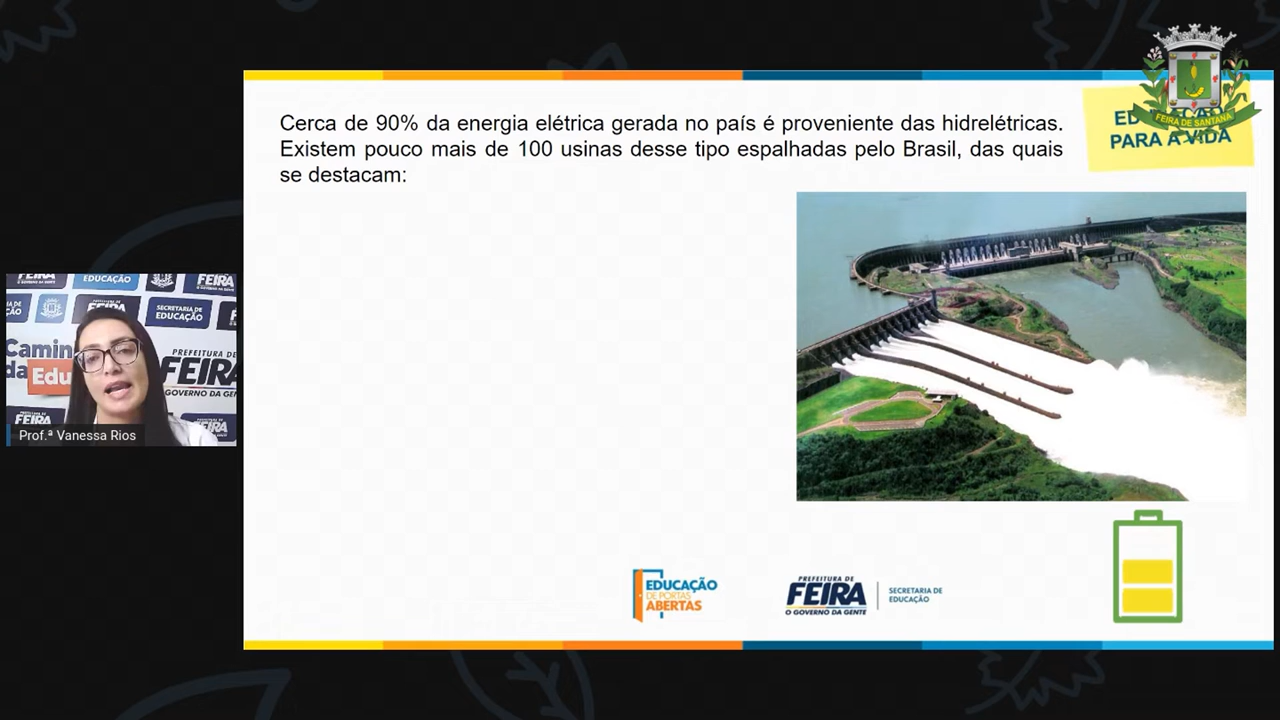 Cerca de 90% da energia elétrica gerada no país é proveniente das hidrelétricas.
Existem pouco mais de 100 usinas desse tipo espalhadas pelo Brasil, das quais
se destacam:
FEIRA DE SANTANA
PARA A VIDA
EDUCAÇÃO
FEIRA
SECRETARIA DE
EDUCAÇÃO
PREFEITURA DE
FEIRA
O GOVERNO DA GENTE
Edu
FEIRA
Prof.ª Vanessa Rios
EDUCAÇÃO
DE PORTAS
ABERTAS
PREFEITURA DE
FEIRA
O GOVERNO DA GENTE
SECRETARIA DE
EDUCAÇÃO